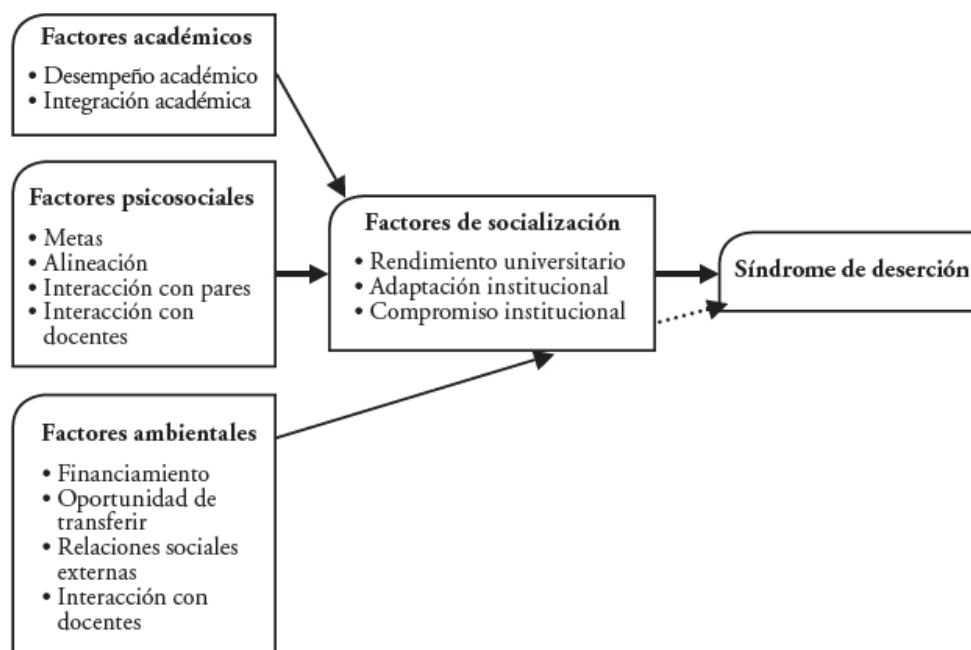 Factores académicos
• Desempeño académico
• Integración académica
Factores psicosociales
• Metas
• Alineación
• Interacción con pares
• Interacción con
docentes
Factores ambientales
• Financiamiento
• Oportunidad de
transferir
• Relaciones sociales
externas
• Interacción con
docentes
Factores de socialización
• Rendimiento universitario
• Adaptación institucional
• Compromiso institucional
Síndrome de deserción